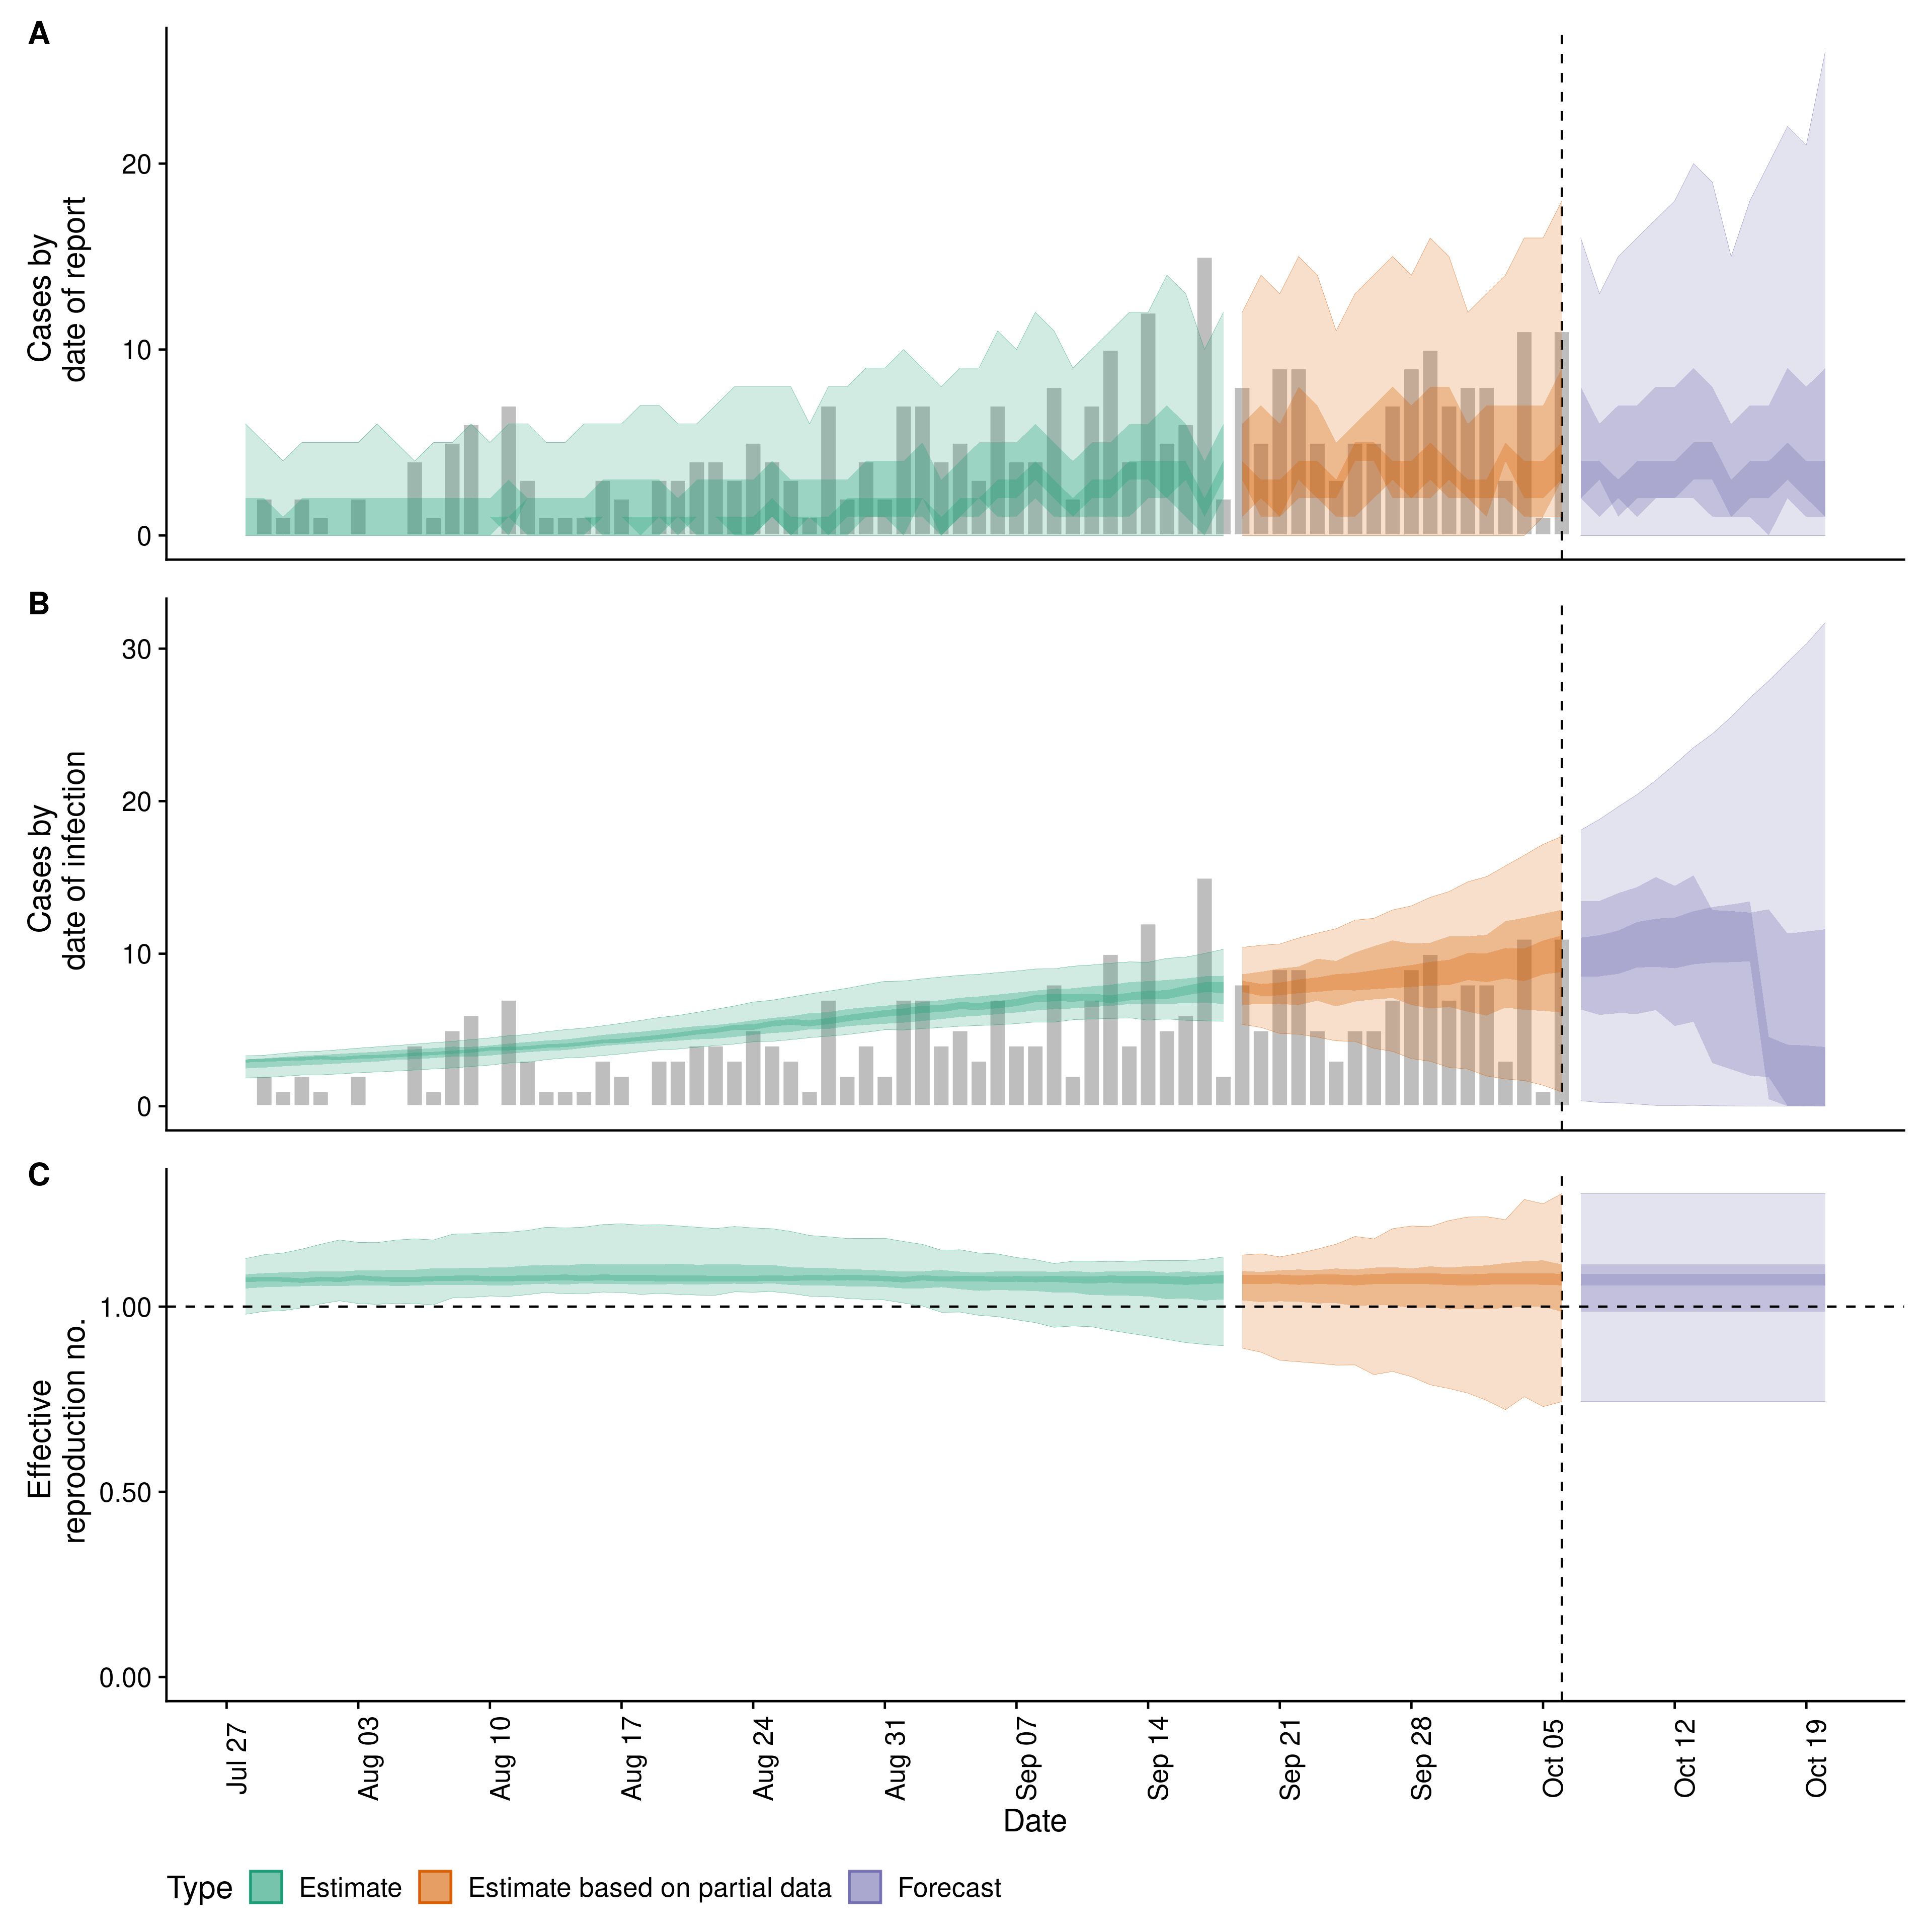 A
Cases by
date of report
20
10
0
B
Cases by
date of infection
30
20
10
0
C
Effective
reproduction no.
1.00
0.50
0.00
Jul 27
Aug 03
Aug 10
Aug 17
Aug 24
Aug 31
Sep 07
Sep 14
Sep 21
Sep 28
Oct 05
Oct 12
Oct 19
Date
Type Estimate Estimate based on partial data Forecast